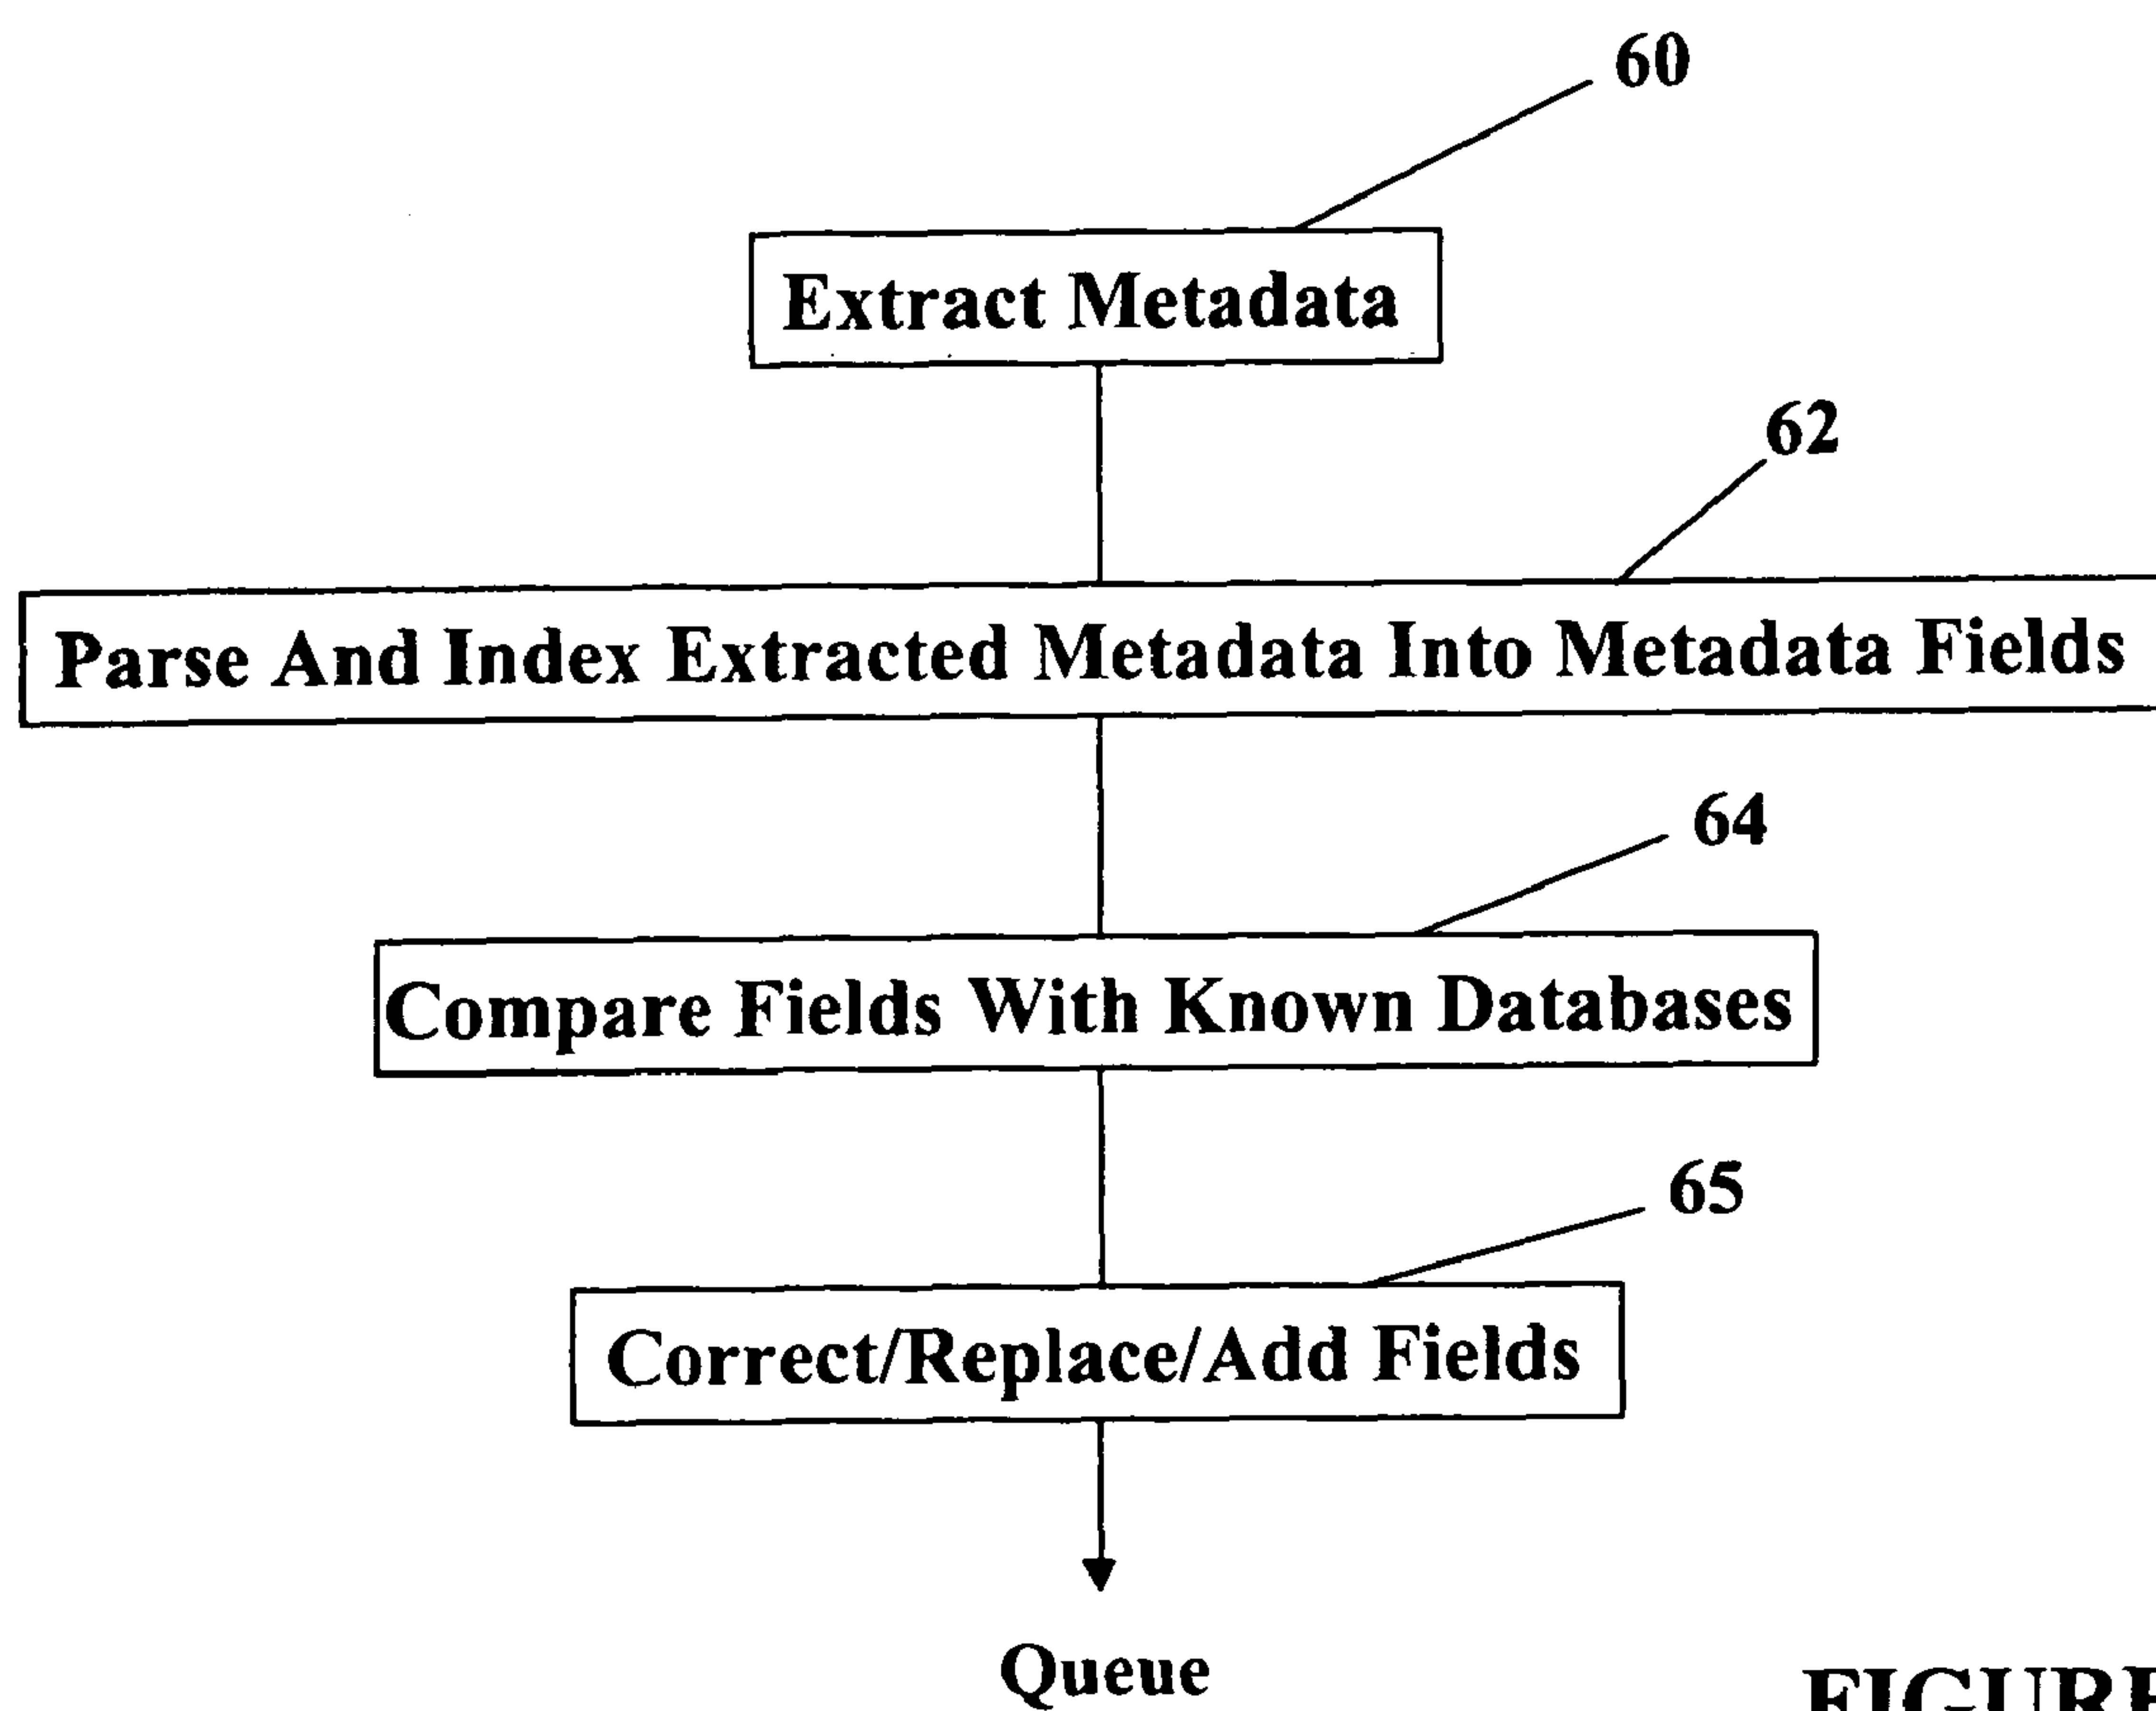 60
Extract Metadata
62
Parse And Index Extracted Metadata Into Metadata Fields
64
Compare Fields With Known Databases
65
Correct/Replace/Add Fields
Queue